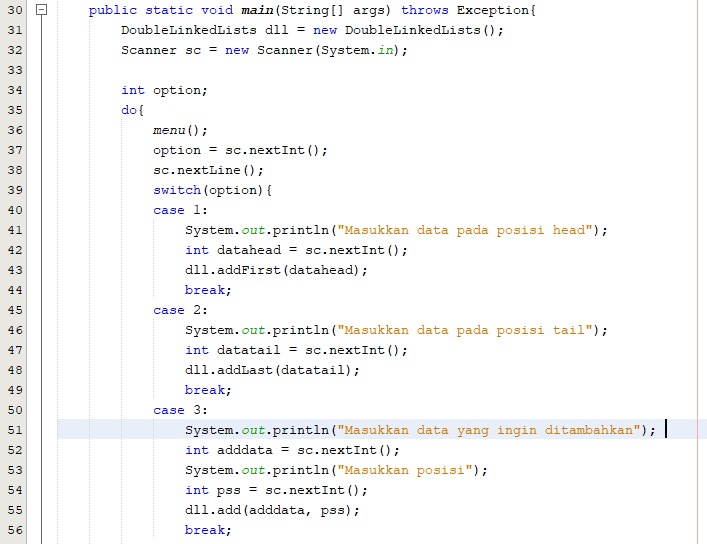 30 public static void main(String[] args) throws Exception{
31 DoubleLinkedLists dll = new DoubleLinkedLists();
32 Scanner sc = new Scanner(System.in);
33
34 int option;
35 do{
36 menu();
37 option = sc.nextInt();
38 sc.nextLine();
39 switch(option){
40 case 1:
41 System.out.println("Masukkan data pada posisi head");
42 int datahead = sc.nextInt();
43 dll.addFirst(datahead);
44 break;
45 case 2:
46 System.out.println("Masukkan data pada posisi tail");
47 int datatail = sc.nextInt();
48 dll.addLast(datatail);
49 break;
50 case 3:
51 System.out.println("Masukkan data yang ingin ditambahkan");
52 int adddata = sc.nextInt();
53 System.out.println("Masukkan posisi");
54 int pss = sc.nextInt();
55 dll.add(adddata, pss);
56 break;